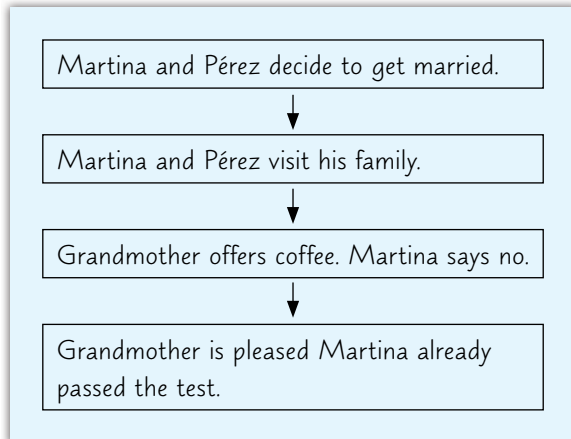 Martina and Pérez decide to get married.
Martina and Pérez visit his family.
Grandmother offers coffee. Martina says no.
Grandmother is pleased Martina already
passed the test.